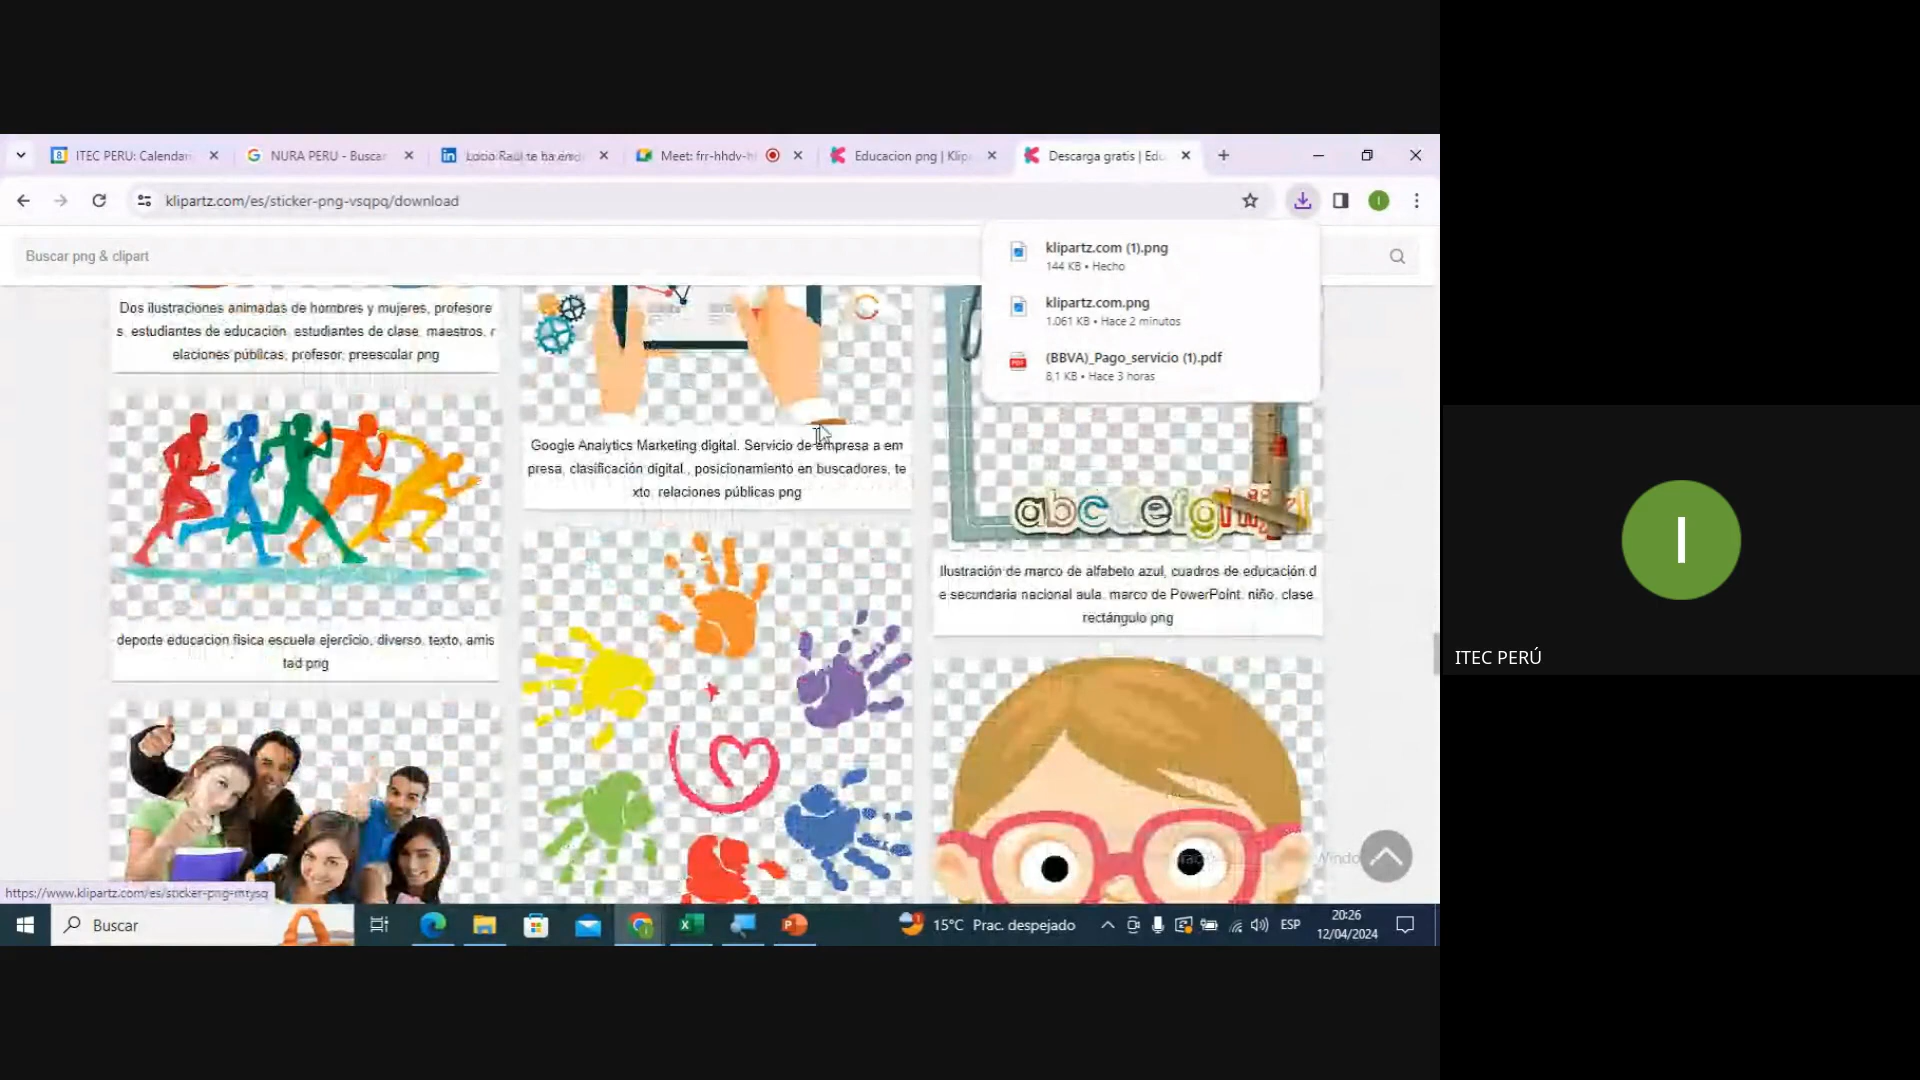 ITEC PERU: Calendari
NURA PERU - Buscar
Meet: frr-hhdv-h
Educacion png | Klip
Descarga gratis | Edu
klipartz.com/es/sticker-png-vsqpq/download
Buscar png & clipart
klipartz.com (1).png
144 KB • Hecho
klipartz.com.png
1.061 KB • Hace 2 minutos
(BBVA)_Pago_servicio (1).pdf
8,1 KB • Hace 3 horas
Dos ilustraciones animadas de hombres y mujeres, profesore
s, estudiantes de educación, estudiantes de clase, maestros, r
elaciones públicas, profesor, preescolar png
Google Analytics Marketing digital. Servicio de empresa a em
presa, clasificación digital., posicionamiento en buscadores, te
xto, relaciones públicas png
abcdefghijkl
Ilustración de marco de alfabeto azul, cuadros de educación d
e secundaria nacional aula, marco de PowerPoint, niño, clase,
rectángulo png
deporte educacion fisica escuela ejercicio, diverso, texto, amis
tad png
https://www.klipartz.com/es/sticker-png-mrysq
Buscar
15°C Prac. despejado
ESP
20:26
12/04/2024
I
ITEC PERÚ